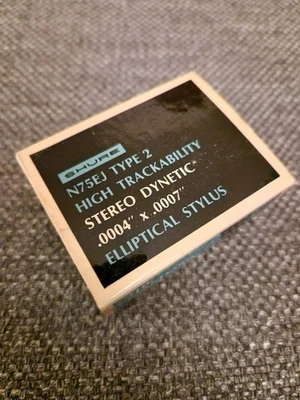 SHURE
N75EJ TYPE 2
HIGH TRACKABILITY
STEREO DYNETIC®
.0004" x .0007"
ELLIPTICAL STYLUS